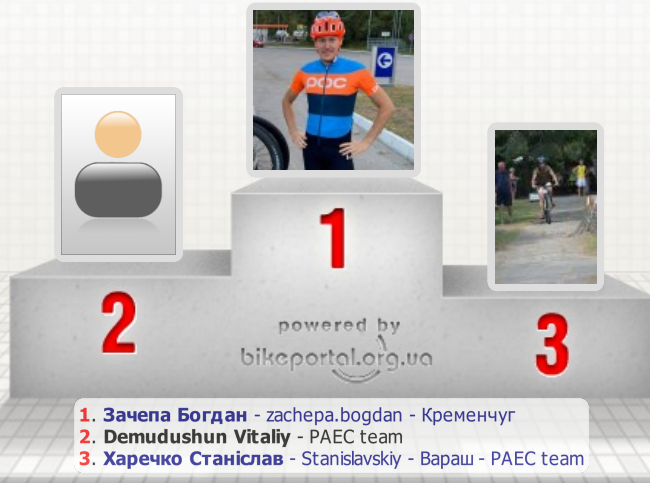 POC
1
2
3
powered by
bikeportal.org.ua
1. Зачепа Богдан - zachepa.bogdan - Кременчуг
2. Demudushun Vitaliy - PAEC team
3. Харечко Станіслав - Stanislavskiy - Вараш - PAEC team